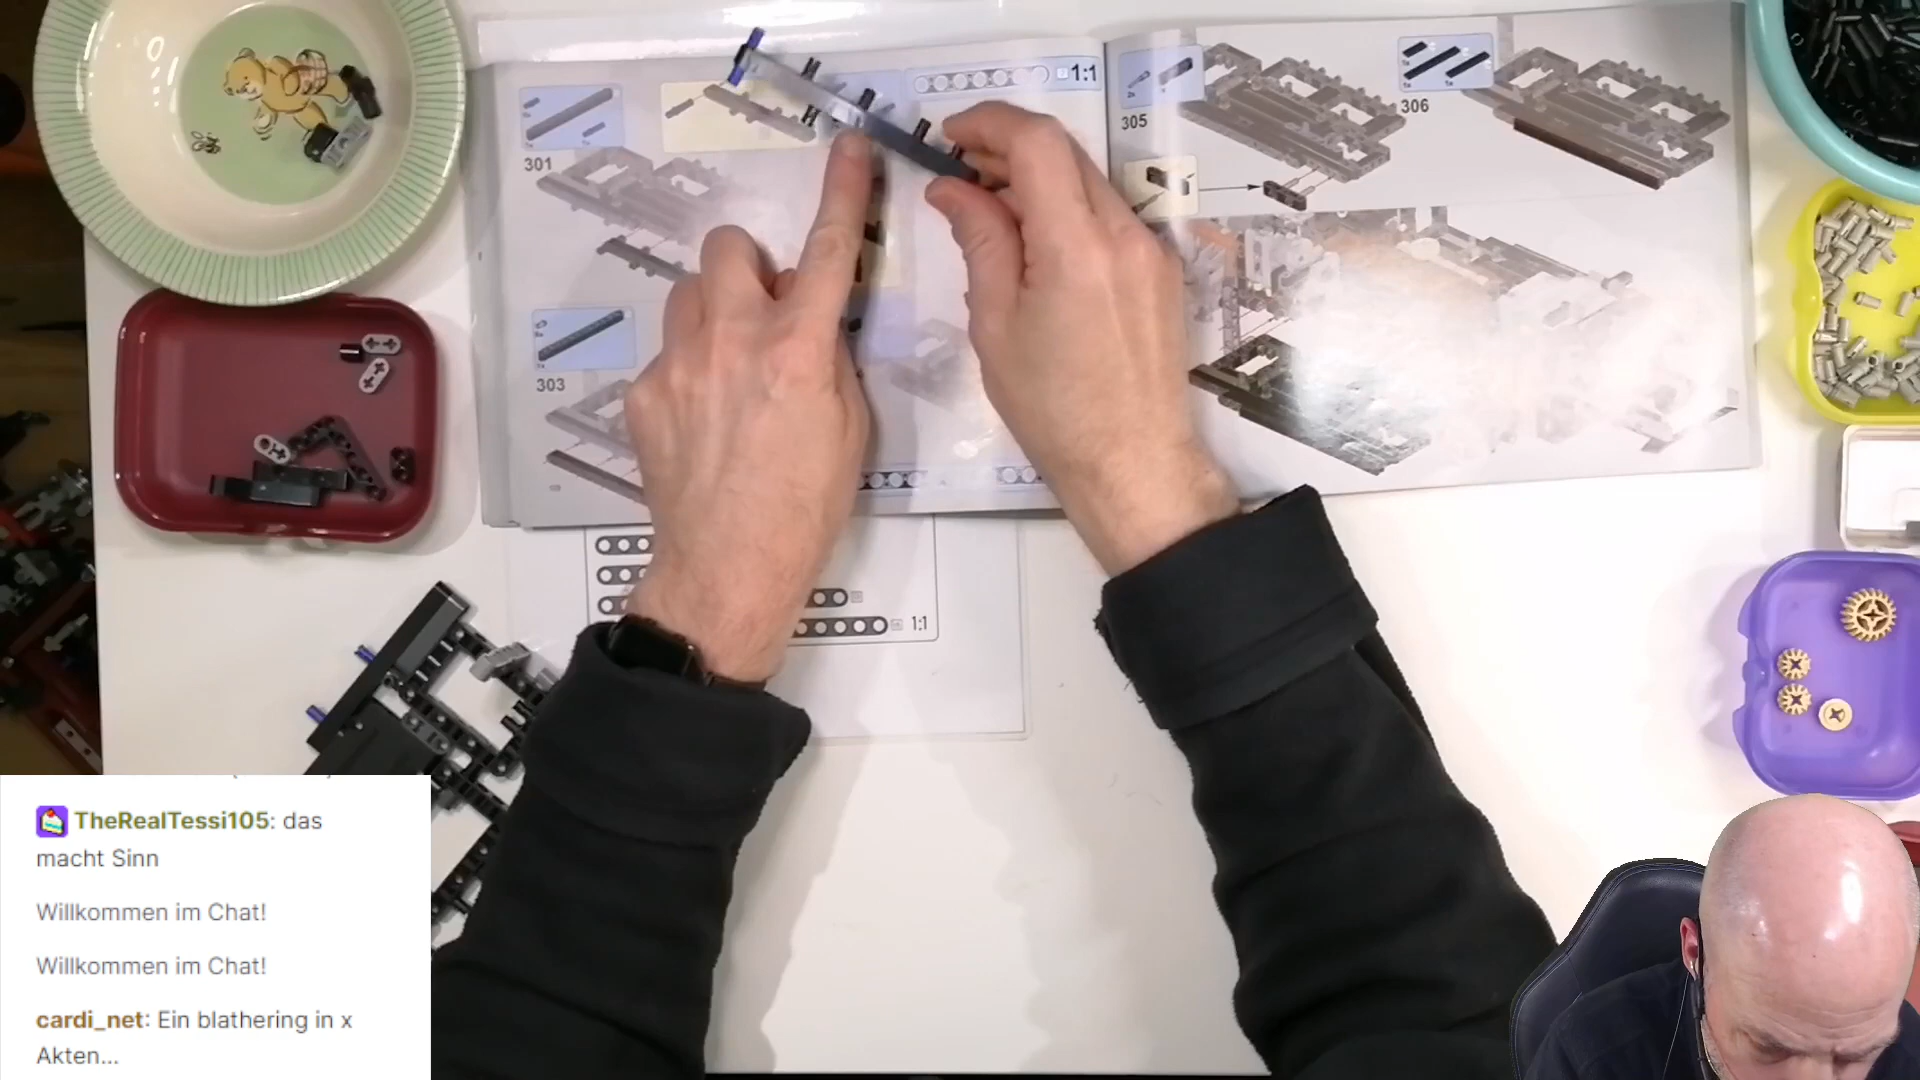 1:1
301
303
305
306
1:1
TheRealTessi105: das
macht Sinn
Willkommen im Chat!
Willkommen im Chat!
cardi_net: Ein blathering in x
Akten...